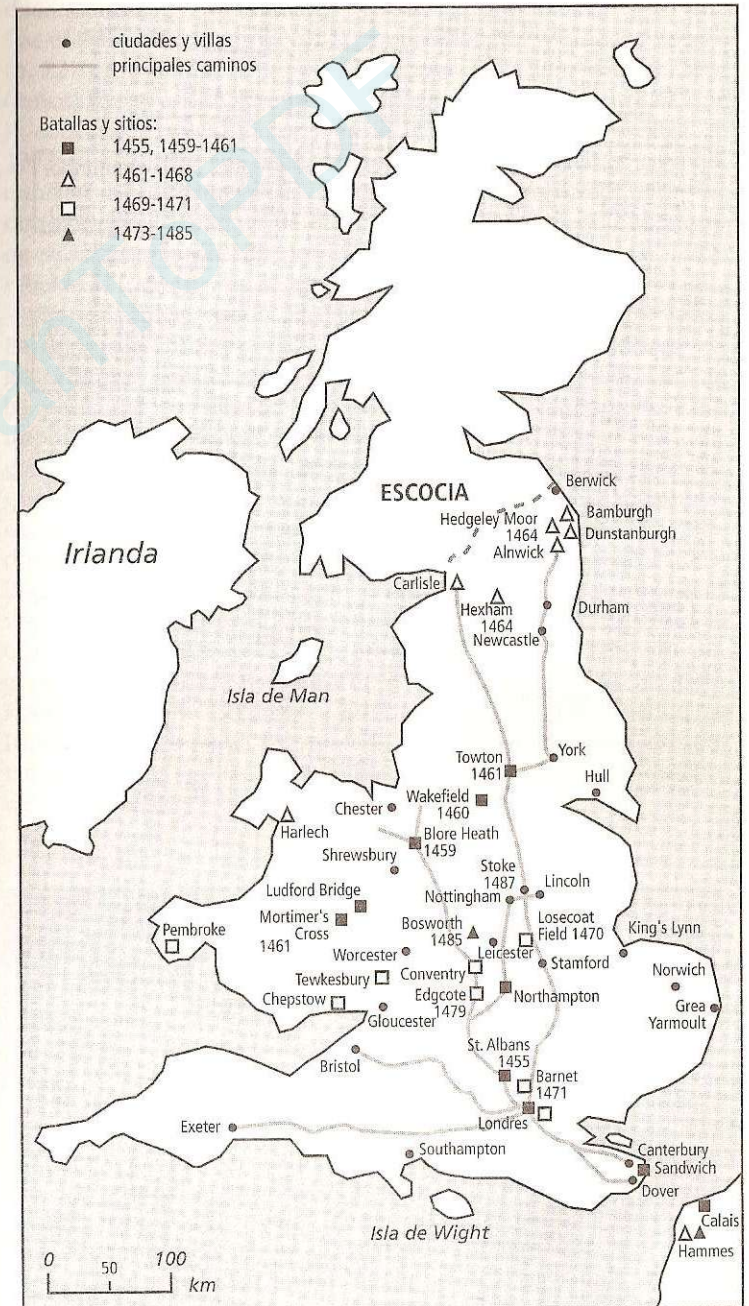 ciudades y villas
principales caminos
Batallas y sitios:
1455, 1459-1461
1461-1468
1469-1471
1473-1485
anToPDF
ESCOCIA
Berwick
Bamburgh
Hedgeley Moor
1464
Dunstanburgh
Alnwick
Irlanda
Carlisle
Hexham
1464
Durham
Newcastle
Isla de Man
Towton
1461
York
Hull
Wakefield
1460
Chester
Harlech
Blore Heath
1459
Shrewsbury
Stoke
1487
Lincoln
Nottingham
Ludford Bridge
Mortimer's
Cross
1461
Losecoat
Field 1470
King's Lynn
Bosworth
1485
Leicester
Pembroke
Worcester
Stamford
Norwich
Tewkesbury
Conventry
Chepstow
Edgcote
1479
Northampton
Grea
Yarmoult
Gloucester
St. Albans
1455
Bristol
Barnet
1471
Londres
Exeter
Southampton
Canterbury
Sandwich
Dover
Isla de Wight
Calais
Hammes
0 50 100
km